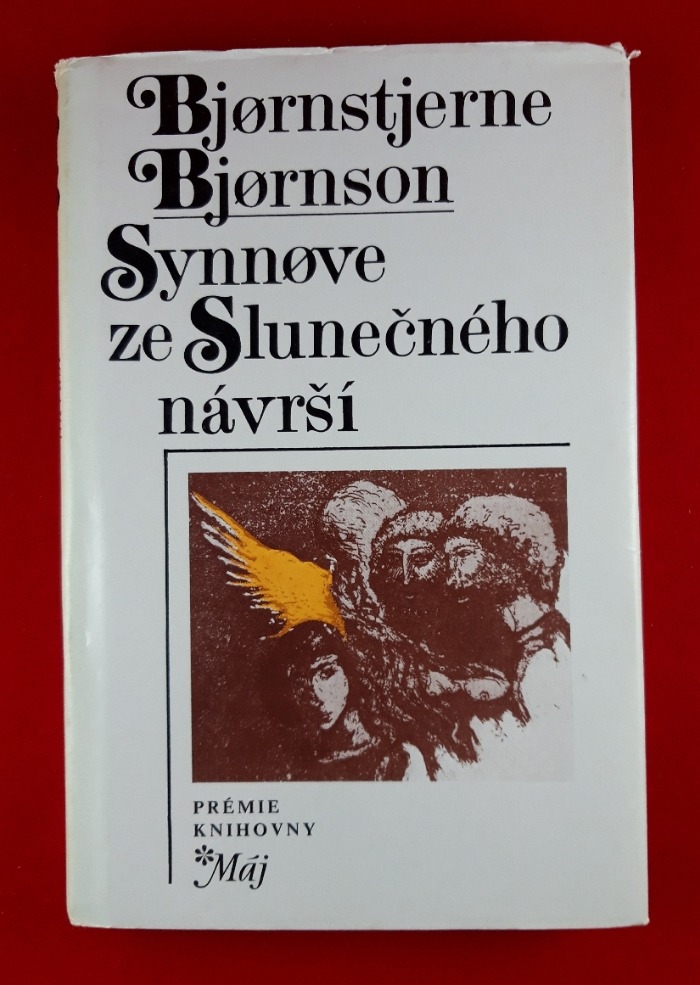 Bjørnstjerne
Bjørnson
Synnøve
ze Slunečného
návrší
PRÉMIE
KNIHOVNY
*Máj